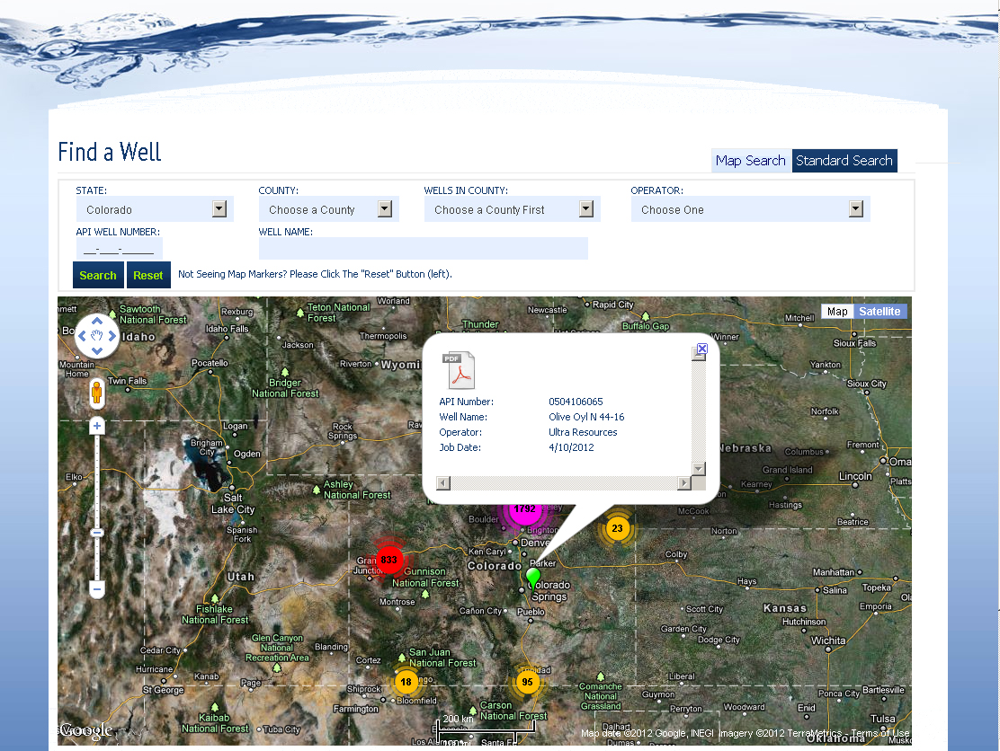 Find a Well
Map Search Standard Search
STATE: COUNTY: WELLS IN COUNTY: OPERATOR:
Colorado Choose a County Choose a County First Choose One
API WELL NUMBER: WELL NAME:
__-___-_____
Search Reset Not Seeing Map Markers? Please Click The "Reset" Button (left).
Map Satellite
PDF
API Number: 0504106065
Well Name: Olive Oyl N 44-16
Operator: Ultra Resources
Job Date: 4/10/2012
Sawtooth
National Forest
Rexburg
Teton National
Forest
Worland
Newcastle
Rapid City
Mitchell
Idaho Falls
Idaho
Thunder
Buffalo Gap
Jackson
Thermopolis
Winner
Sioux Falls
Mountain
Home
Pocatello
Riverton
Yankton
Twin Falls
Bridger
National Forest
Sioux City
Norfolk
Logan
Rock
Springs
Brigham
City
Ogden
Nebraska
Columbus
Fremont
Grand Island
Elko
Ashley
National Forest
Lincoln
Platts
Kearney
Salt
Lake City
Hastings
1792
Boulder
McCook
Beatrice
Spanish
Fork
Brighton
23
Norton
Denve
Ken Caryl
833
Colby
Parker
Colorado
Junction
Gunnison
National Forest
Manhattan
Utah
Hays
Topeka
Salina
Colorado
Springs
Montrose
Cañon City
Pueblo
Scott City
Kansas
Emporia
Fishlake
National Forest
Hutchinson
Garden City
Dodge City
Wichita
Glen Canyon
National
Recreation Area
Blanding
Cedar City
San Juan
National Forest
Cortez
Hurricane
Kanab
Page
St George
18
95
Trinidad
Liberal
Shiprock
Bloomfield
Comanche
National
Grassland
Guymon
Ponca City
Bartlesville
Farmington
Carson
National Forest
Perryton
Woodward
Enid
Kaibab
National Forest
Tuba City
200 km
Dalhart
Dumas
Tulsa
Google
Santa Fe
Oklahoma
Map data ©2012 Google, INEGI Imagery ©2012 TerraMetrics - Terms of Use